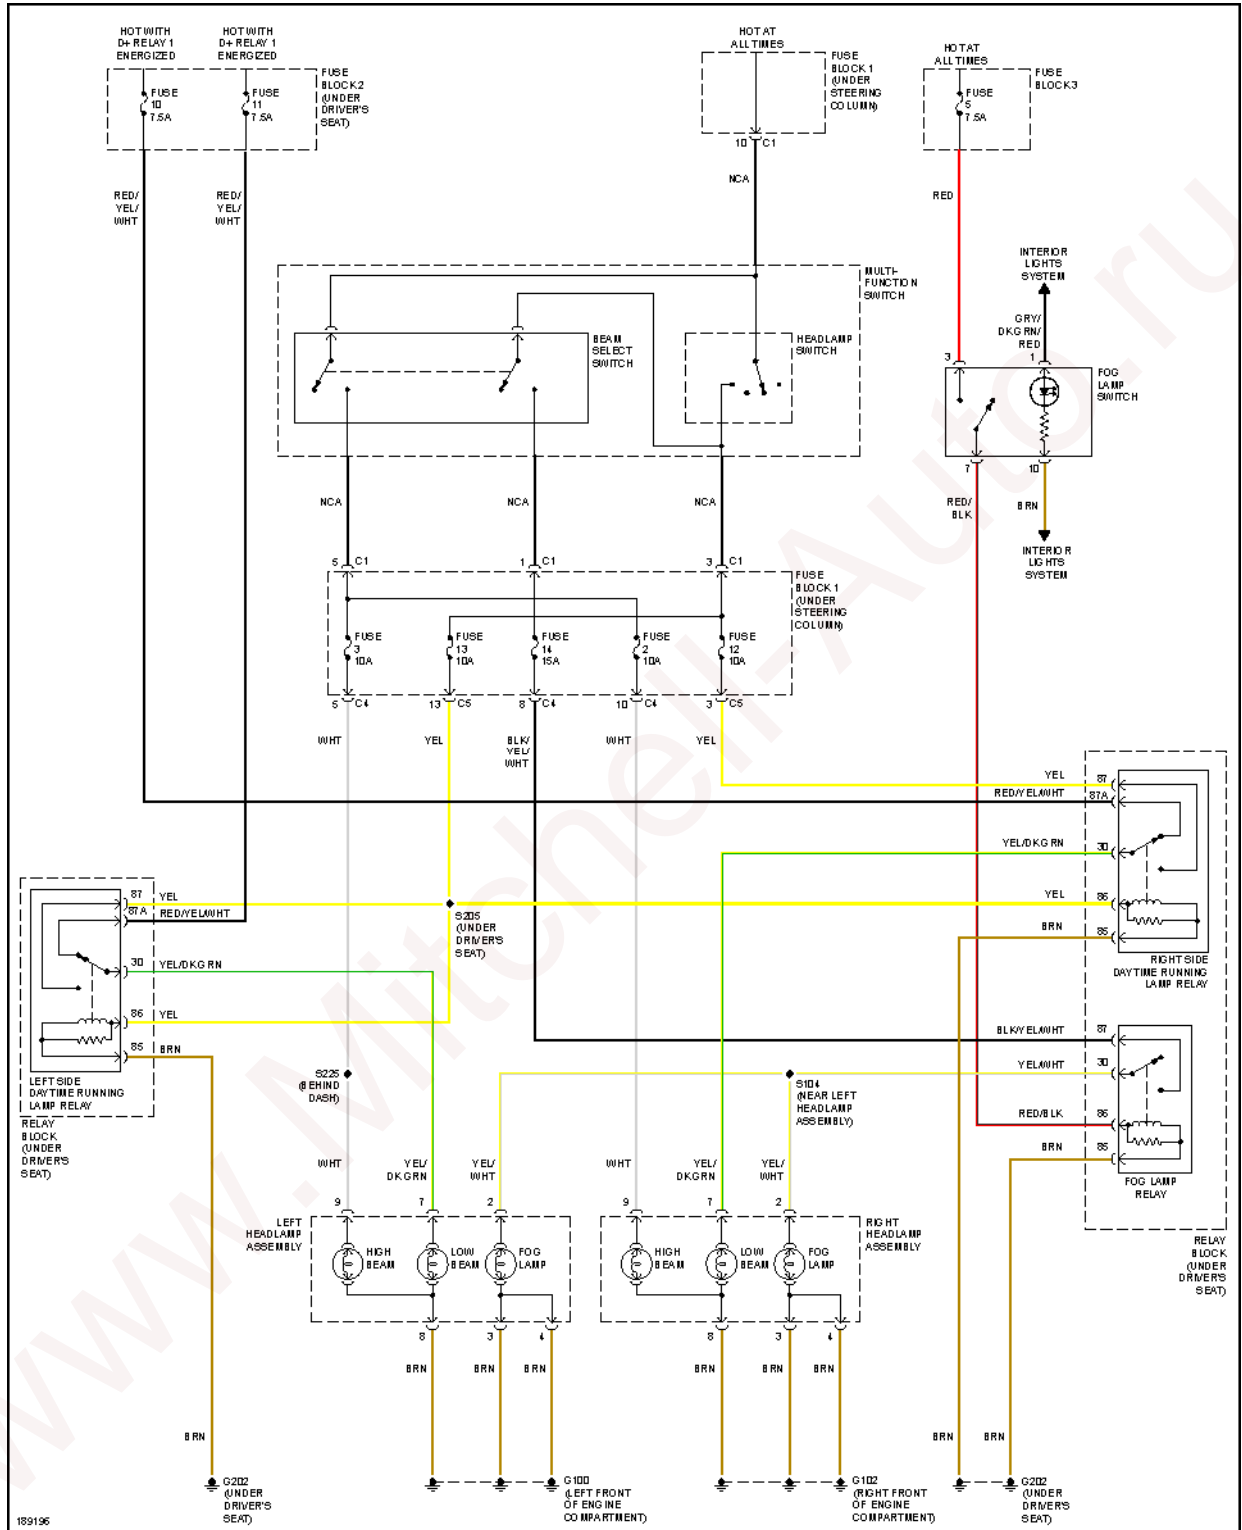 HOT WITH
D+ RELAY 1
ENERGIZED
HOT WITH
D+ RELAY 1
ENERGIZED
HOT AT
ALL TIMES
HOT AT
ALL TIMES
FUSE
10
7.5A
FUSE
11
7.5A
FUSE
BLOCK 2
(UNDER
DRIVER'S
SEAT)
FUSE
BLOCK 1
(UNDER
STEERING
COLUMN)
FUSE
5
7.5A
FUSE
BLOCK 3
10 C1
NCA
RED/
YEL/
WHT
RED/
YEL/
WHT
RED
INTERIOR
LIGHTS
SYSTEM
MULTI-
FUNCTION
SWITCH
GRY/
DKGRN/
RED
BEAM
SELECT
SWITCH
HEADLAMP
SWITCH
3
1
FOG
LAMP
SWITCH
7
10
NCA
NCA
NCA
RED/
BLK
BRN
INTERIOR
LIGHTS
SYSTEM
5 C1
1 C1
3 C1
FUSE
BLOCK 1
(UNDER
STEERING
COLUMN)
FUSE
3
10A
FUSE
13
10A
FUSE
14
15A
FUSE
2
10A
FUSE
12
10A
5 C4
13 C5
8 C4
10 C4
3 C5
WHT
YEL
BLK/
YEL/
WHT
WHT
YEL
YEL
87
RED/YEL/WHT
87A
YEL/DKGRN
30
YEL
86
BRN
85
RIGHT SIDE
DAYTIME RUNNING
LAMP RELAY
87
YEL
87A
RED/YEL/WHT
30
YEL/DKGRN
86
YEL
85
BRN
S205
(UNDER
DRIVER'S
SEAT)
LEFT SIDE
DAYTIME RUNNING
LAMP RELAY
RELAY
BLOCK
(UNDER
DRIVER'S
SEAT)
S225
(BEHIND
DASH)
S104
(NEAR LEFT
HEADLAMP
ASSEMBLY)
BLK/YEL/WHT
87
YEL/WHT
30
RED/BLK
86
BRN
85
FOG LAMP
RELAY
RELAY
BLOCK
(UNDER
DRIVER'S
SEAT)
WHT
YEL/
DKGRN
YEL/
WHT
WHT
YEL/
DKGRN
YEL/
WHT
9
7
2
9
7
2
LEFT
HEADLAMP
ASSEMBLY
HIGH
BEAM
LOW
BEAM
FOG
LAMP
HIGH
BEAM
LOW
BEAM
FOG
LAMP
RIGHT
HEADLAMP
ASSEMBLY
8
3
4
8
3
4
BRN
BRN
BRN
BRN
BRN
BRN
BRN
BRN
BRN
G202
(UNDER
DRIVER'S
SEAT)
G100
(LEFT FRONT
OF ENGINE
COMPARTMENT)
G102
(RIGHT FRONT
OF ENGINE
COMPARTMENT)
G202
(UNDER
DRIVER'S
SEAT)
189196
www.Mitchell-Auto.ru